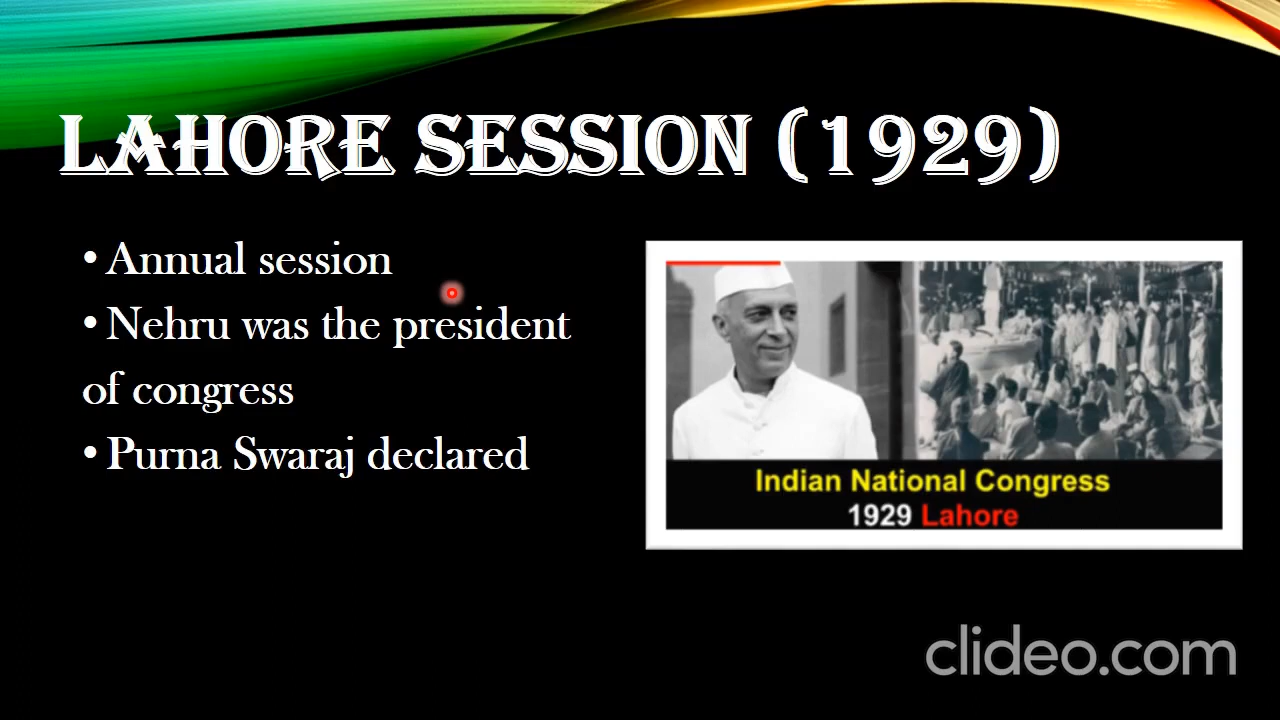 LAHORE SESSION (1929)
• Annual session
• Nehru was the president
of congress
• Purna Swaraj declared
Indian National Congress
1929 Lahore
clideo.com